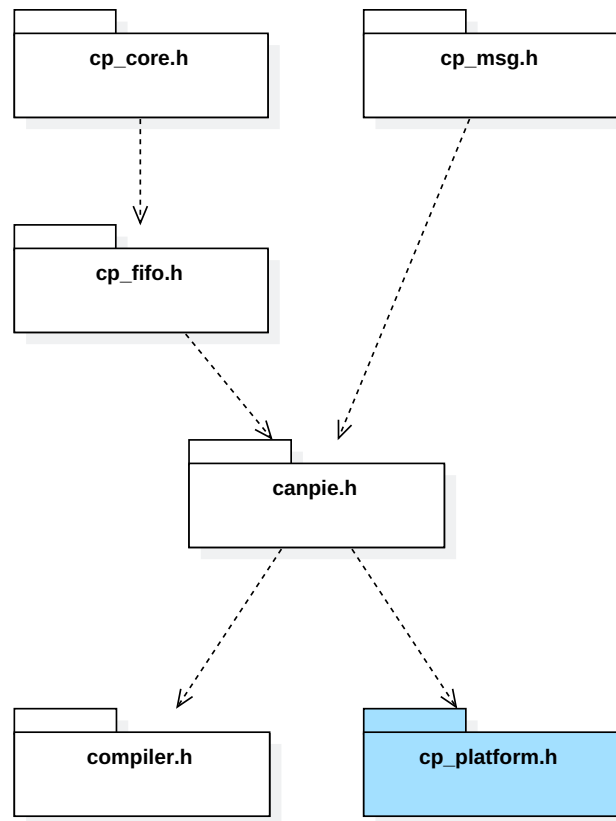 cp_core.h
cp_msg.h
cp_fifo.h
canpie.h
compiler.h
cp_platform.h